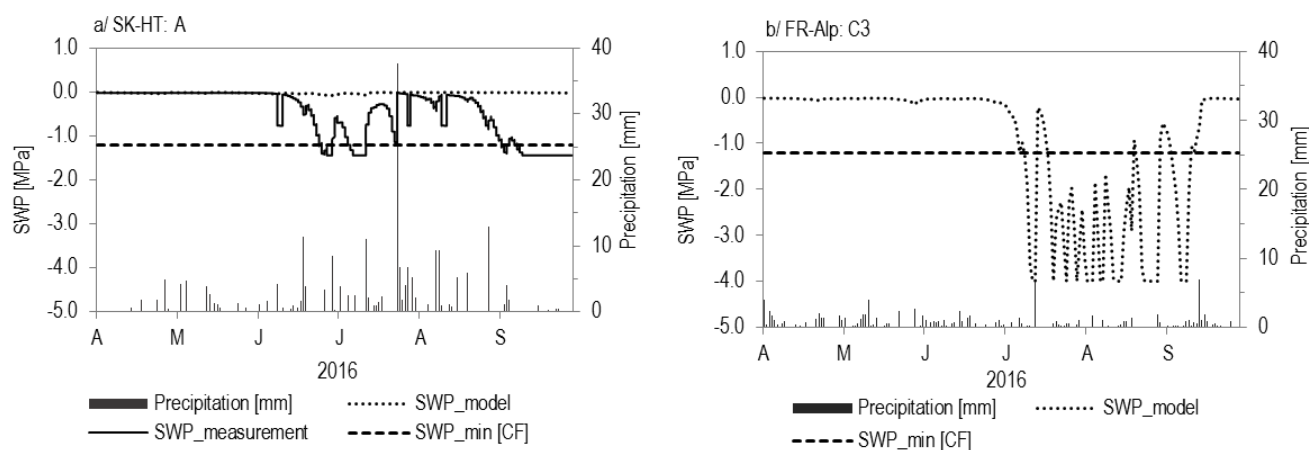 a/ SK-HT: A
1.0
0.0
-1.0
-2.0
-3.0
-4.0
-5.0
SWP [MPa]
40
30
20
10
0
Precipitation [mm]
A M J J A S
2016
Precipitation [mm] SWP_model
SWP_measurement SWP_min [CF]
b/ FR-Alp: C3
1.0
0.0
-1.0
-2.0
-3.0
-4.0
-5.0
SWP [MPa]
40
30
20
10
0
Precipitation [mm]
A M J J A S
2016
Precipitation [mm] SWP_model
SWP_min [CF]